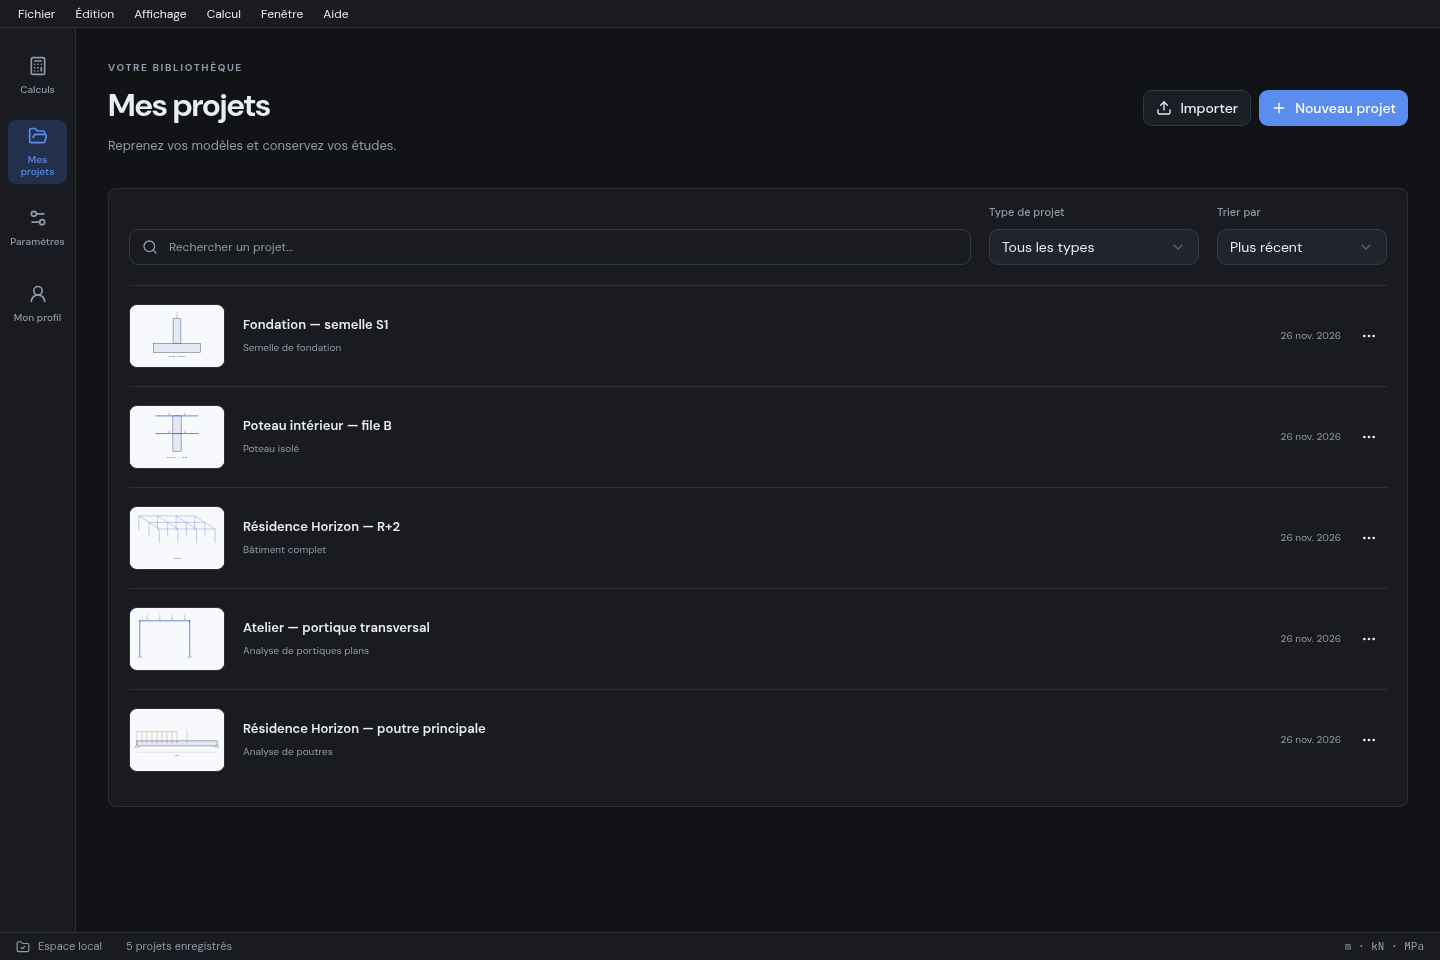 Fichier Édition Affichage Calcul Fenêtre Aide
Calculs
Mes
projets
Paramètres
Mon profil
VOTRE BIBLIOTHÈQUE
Mes projets
Reprenez vos modèles et conservez vos études.
Importer
Nouveau projet
Type de projet
Trier par
Rechercher un projet...
Tous les types
Plus récent
Fondation — semelle S1
Semelle de fondation
26 nov. 2026
Poteau intérieur — file B
Poteau isolé
26 nov. 2026
Résidence Horizon — R+2
Bâtiment complet
26 nov. 2026
Atelier — portique transversal
Analyse de portiques plans
26 nov. 2026
Résidence Horizon — poutre principale
Analyse de poutres
26 nov. 2026
Espace local
5 projets enregistrés
m · kN · MPa